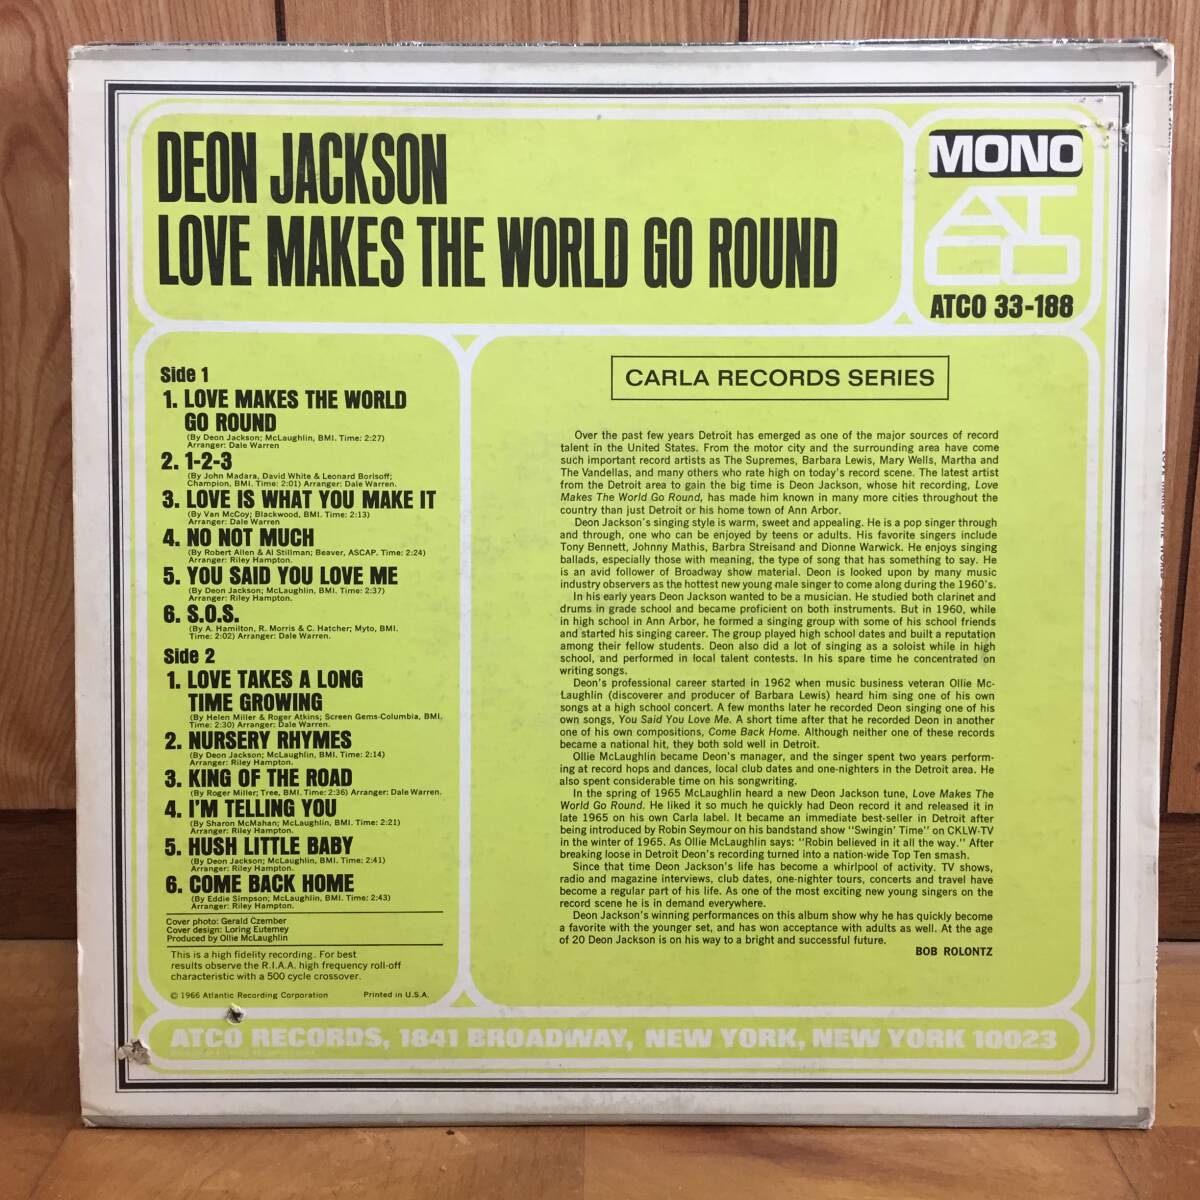 DEON JACKSON
LOVE MAKES THE WORLD GO ROUND
MONO
ATCO
ATCO 33-188
Side 1
1. LOVE MAKES THE WORLD
GO ROUND
(By Deon Jackson; McLaughlin, BMI. Time: 2:27)
Arranger: Dale Warren
2. 1-2-3
(By John Madara, David White & Leonard Borisoff;
Champion, BMI. Time: 2:01) Arranger: Dale Warren.
3. LOVE IS WHAT YOU MAKE IT
(By Van McCoy; Blackwood, BMI. Time: 2:13)
Arranger: Dale Warren
4. NO NOT MUCH
(By Robert Allen & Al Stillman; Beaver, ASCAP. Time: 2:24)
Arranger: Riley Hampton.
5. YOU SAID YOU LOVE ME
(By Deon Jackson; McLaughlin, BMI. Time: 2:37)
Arranger: Riley Hampton.
6. S.O.S.
(By A. Hamilton, R. Morris & C. Hatcher; Myto, BMI.
Time: 2:02) Arranger: Dale Warren.
Side 2
1. LOVE TAKES A LONG
TIME GROWING
(By Helen Miller & Roger Atkins; Screen Gems-Columbia, BMI.
Time: 2:30) Arranger: Dale Warren.
2. NURSERY RHYMES
(By Deon Jackson; McLaughlin, BMI. Time: 2:14)
Arranger: Riley Hampton.
3. KING OF THE ROAD
(By Roger Miller; Tree, BMI. Time: 2:36) Arranger: Dale Warren.
4. I'M TELLING YOU
(By Sharon McMahan; McLaughlin, BMI. Time: 2:21)
Arranger: Riley Hampton.
5. HUSH LITTLE BABY
(By Deon Jackson; McLaughlin, BMI. Time: 2:41)
Arranger: Riley Hampton.
6. COME BACK HOME
(By Eddie Simpson; McLaughlin, BMI. Time: 2:43)
Arranger: Riley Hampton.
Cover photo: Gerald Czember
Cover design: Loring Eutemey
Produced by Ollie McLaughlin
This is a high fidelity recording. For best
results observe the R.I.A.A. high frequency roll-off
characteristic with a 500 cycle crossover.
© 1966 Atlantic Recording Corporation Printed in U.S.A.
CARLA RECORDS SERIES
Over the past few years Detroit has emerged as one of the major sources of record
talent in the United States. From the motor city and the surrounding area have come
such important record artists as The Supremes, Barbara Lewis, Mary Wells, Martha and
The Vandellas, and many others who rate high on today's record scene. The latest artist
from the Detroit area to gain the big time is Deon Jackson, whose hit recording, Love
Makes The World Go Round, has made him known in many more cities throughout the
country than just Detroit or his home town of Ann Arbor.
Deon Jackson's singing style is warm, sweet and appealing. He is a pop singer through
and through, one who can be enjoyed by teens or adults. His favorite singers include
Tony Bennett, Johnny Mathis, Barbra Streisand and Dionne Warwick. He enjoys singing
ballads, especially those with meaning, the type of song that has something to say. He
is an avid follower of Broadway show material. Deon is looked upon by many music
industry observers as the hottest new young male singer to come along during the 1960's.
In his early years Deon Jackson wanted to be a musician. He studied both clarinet and
drums in grade school and became proficient on both instruments. But in 1960, while
in high school in Ann Arbor, he formed a singing group with some of his school friends
and started his singing career. The group played high school dates and built a reputation
among their fellow students. Deon also did a lot of singing as a soloist while in high
school, and performed in local talent contests. In his spare time he concentrated on
writing songs.
Deon's professional career started in 1962 when music business veteran Ollie Mc-
Laughlin (discoverer and producer of Barbara Lewis) heard him sing one of his own
songs at a high school concert. A few months later he recorded Deon singing one of his
own songs, You Said You Love Me. A short time after that he recorded Deon in another
one of his own compositions, Come Back Home. Although neither one of these records
became a national hit, they both sold well in Detroit.
Ollie McLaughlin became Deon's manager, and the singer spent two years perform-
ing at record hops and dances, local club dates and one-nighters in the Detroit area. He
also spent considerable time on his songwriting.
In the spring of 1965 McLaughlin heard a new Deon Jackson tune, Love Makes The
World Go Round. He liked it so much he quickly had Deon record it and released it in
late 1965 on his own Carla label. It became an immediate best-seller in Detroit after
being introduced by Robin Seymour on his bandstand show "Swingin' Time" on CKLW-TV
in the winter of 1965. As Ollie McLaughlin says: "Robin believed in it all the way." After
breaking loose in Detroit Deon's recording turned into a nation-wide Top Ten smash.
Since that time Deon Jackson's life has become a whirlpool of activity. TV shows,
radio and magazine interviews, club dates, one-nighter tours, concerts and travel have
become a regular part of his life. As one of the most exciting new young singers on the
record scene he is in demand everywhere.
Deon Jackson's winning performances on this album show why he has quickly become
a favorite with the younger set, and has won acceptance with adults as well. At the age
of 20 Deon Jackson is on his way to a bright and successful future.
BOB ROLONTZ
ATCO RECORDS, 1841 BROADWAY, NEW YORK, NEW YORK 10023